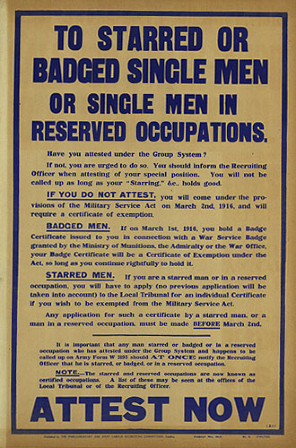 TO STARRED OR
BADGED SINGLE MEN
OR SINGLE MEN IN
RESERVED OCCUPATIONS.
Have you attested under the Group System?
If not, you are urged to do so. You should inform the Recruiting
Officer when attesting of your special position. You will not be
called up as long as your "Starring," i.e., holds good.
IF YOU DO NOT ATTEST, you will come under the pro-
visions of the Military Service Act on March 2nd, 1916, and will
require a certificate of exemption.
BADGED MEN. If on March 1st, 1916, you hold a Badge
Certificate issued to you in connection with a War Service Badge
granted by the Ministry of Munitions, the Admiralty or the War Office,
your Badge Certificate will be a Certificate of Exemption under the
Act, so long as you continue rightfully to hold it.
STARRED MEN. If you are a starred man or in a reserved
occupation, you will have to apply (no previous application will be
taken into account) to the Local Tribunal for an individual Certificate
if you wish to be exempted from the Military Service Act.
Any application for such a certificate by a starred man, or a
man in a reserved occupation, must be made BEFORE March 2nd.
It is important that any man starred or badged or in a reserved
occupation who has attested under the Group System and happens to be
called up on Army Form W 3195 should AT ONCE notify the Recruiting
Officer that he is starred, or badged, or in a reserved occupation.
NOTE.—The starred and reserved occupations are now known as
certified occupations. A list of these may be seen at the offices of the
Local Tribunal or of the Recruiting Officer.
ATTEST NOW